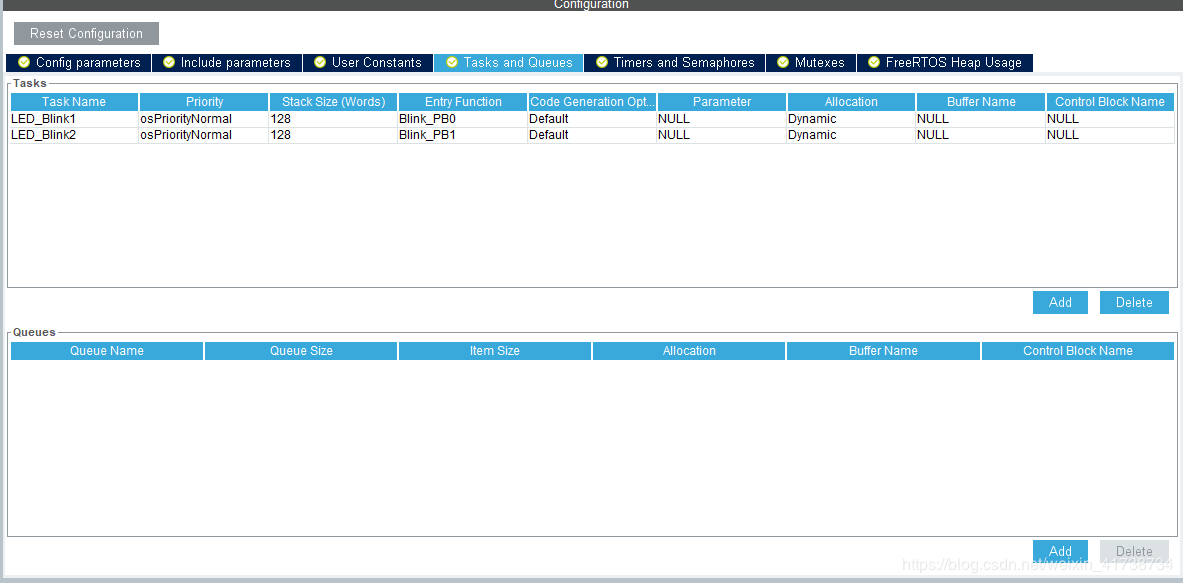 Configuration
Reset Configuration
Config parameters Include parameters User Constants Tasks and Queues Timers and Semaphores Mutexes FreeRTOS Heap Usage
Tasks
Task Name Priority Stack Size (Words) Entry Function Code Generation Opt... Parameter Allocation Buffer Name Control Block Name
LED_Blink1 osPriorityNormal 128 Blink_PB0 Default NULL Dynamic NULL NULL
LED_Blink2 osPriorityNormal 128 Blink_PB1 Default NULL Dynamic NULL NULL
Add Delete
Queues
Queue Name Queue Size Item Size Allocation Buffer Name Control Block Name
Add Delete
https://blog.csdn.net/weixin_41738734